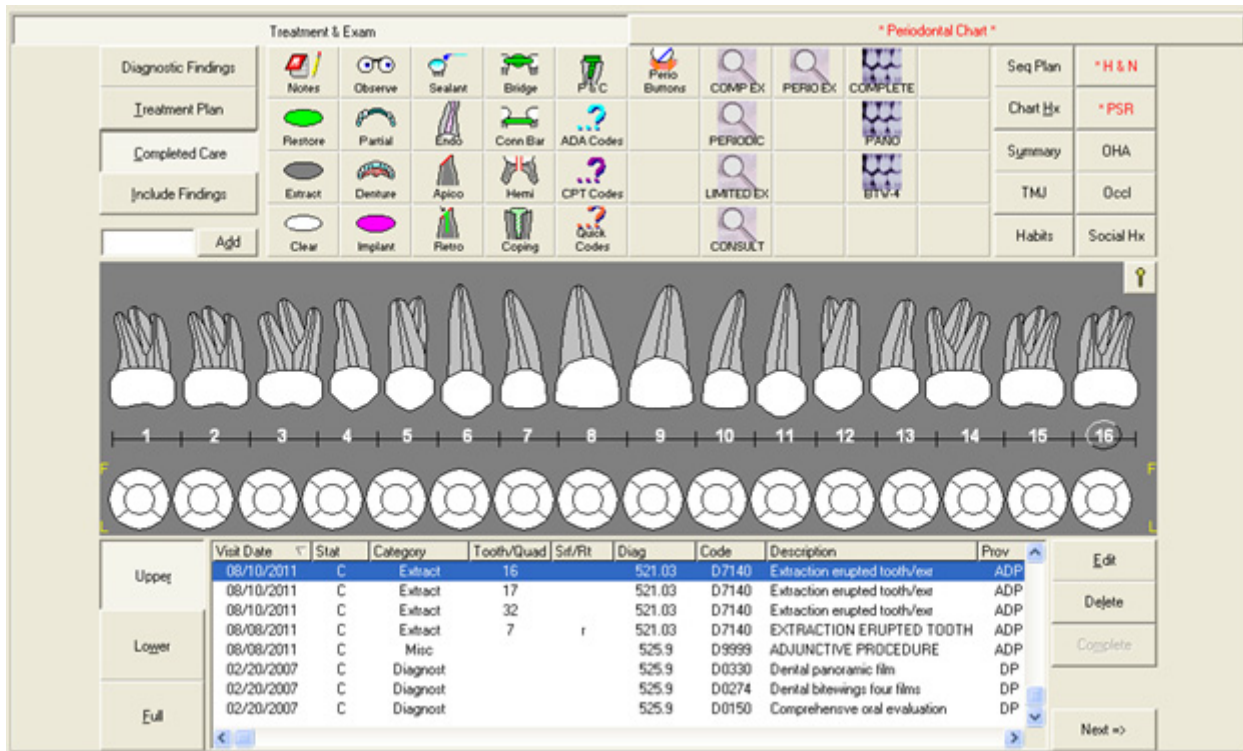 Treatment & Exam * Periodontal Chart *
Diagnostic Findings
Treatment Plan
Completed Care
Include Findings
Add
Notes Observe Sealant Bridge P & C Perio Buttons COMP EX PERIO EX COMPLETE
Restore Partial Endo Conn Bar ADA Codes PERIODIC PANO
Extract Denture Apico Hemi CPT Codes LIMITED EX BTW-4
Clear Implant Retro Coping Quick Codes CONSULT
Seq Plan * H & N
Chart Hx * PSR
Summary OHA
TMJ Occl
Habits Social Hx
1 2 3 4 5 6 7 8 9 10 11 12 13 14 15 16
F F
L L
Upper
Lower
Full
Visit Date Stat Category Tooth/Quad Srf/Rt Diag Code Description Prov
08/10/2011 C Extract 16 521.03 D7140 Extraction erupted tooth/exr ADP
08/10/2011 C Extract 17 521.03 D7140 Extraction erupted tooth/exr ADP
08/10/2011 C Extract 32 521.03 D7140 Extraction erupted tooth/exr ADP
08/08/2011 C Extract 7 r 521.03 D7140 EXTRACTION ERUPTED TOOTH ADP
08/08/2011 C Misc 525.9 D9999 ADJUNCTIVE PROCEDURE ADP
02/20/2007 C Diagnost 525.9 D0330 Dental panoramic film DP
02/20/2007 C Diagnost 525.9 D0274 Dental bitewings four films DP
02/20/2007 C Diagnost 525.9 D0150 Comprehensve oral evaluation DP
Edit
Delete
Complete
Next =>